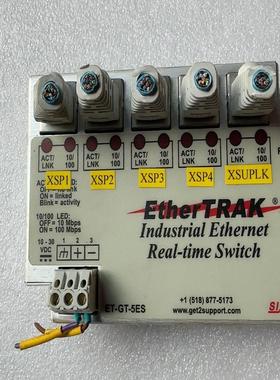 ACT/ LNK 10/ 100 ACT/ LNK 10/ 100 ACT/ LNK 10/ 100 ACT/ LNK 10/ 100 ACT/ LNK 10/ 100
XSP1 XSP2 XSP3 XSP4 XSUPLK
ON = linked
Blink = activity
10/100 LED:
OFF = 10 Mbps
ON = 100 Mbps
EtherTRAK ®
Industrial Ethernet
Real-time Switch
10 - 30
VDC
1 2 3
ET-GT-5ES
+1 (518) 877-5173
www.get2support.com